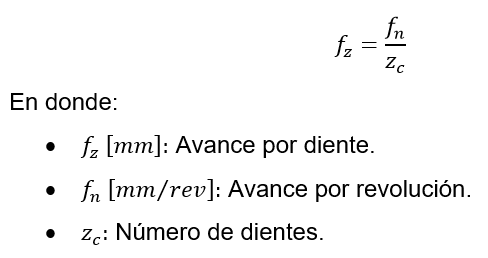 f_z = f_n / z_c
En donde:
• f_z [mm]: Avance por diente.
• f_n [mm/rev]: Avance por revolución.
• z_c: Número de dientes.